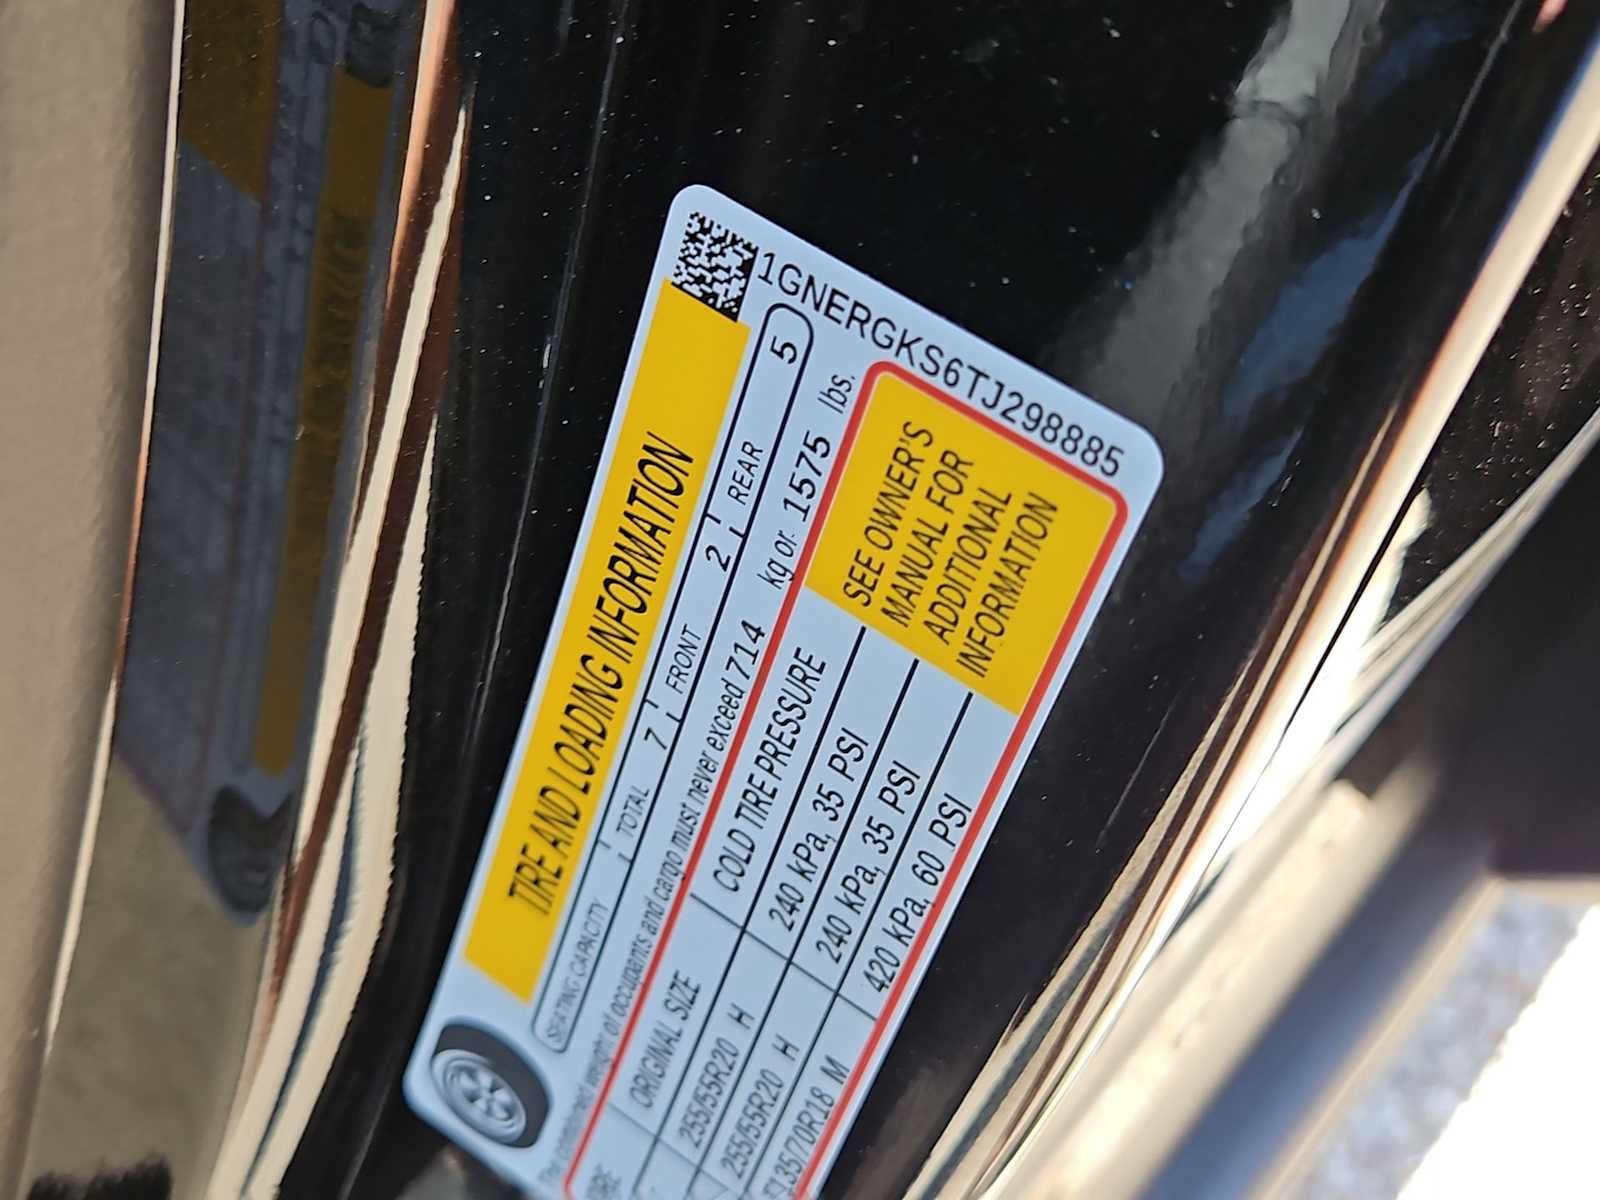 1GNERGKS6TJ298885
TIRE AND LOADING INFORMATION
SEATING CAPACITY TOTAL 7 FRONT 2 REAR 5
The combined weight of occupants and cargo must never exceed 714 kg or 1575 lbs.
ORIGINAL SIZE COLD TIRE PRESSURE
255/55R20 H 240 kPa, 35 PSI
255/55R20 H 240 kPa, 35 PSI
135/70R18 M 420 kPa, 60 PSI
SEE OWNER'S
MANUAL FOR
ADDITIONAL
INFORMATION